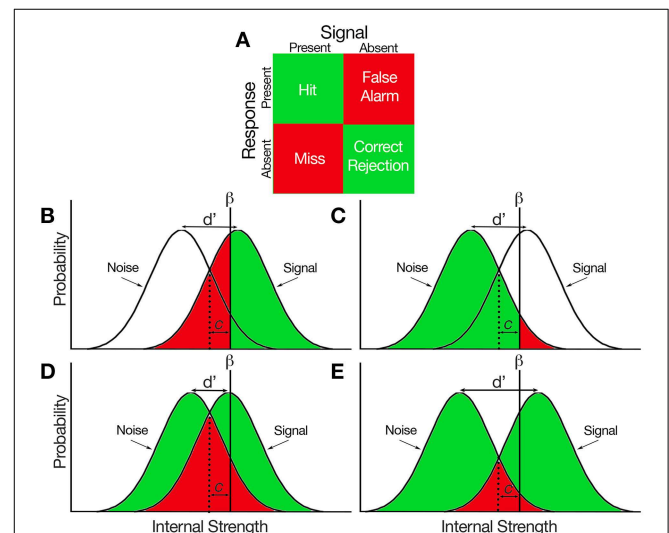 A
Signal
Present Absent
Response
Present
Absent
Hit
False
Alarm
Miss
Correct
Rejection
B
β
d'
Noise
Signal
c
Probability
C
β
d'
Noise
Signal
c
D
β
d'
Noise
Signal
c
Probability
Internal Strength
E
β
d'
Noise
Signal
c
Internal Strength